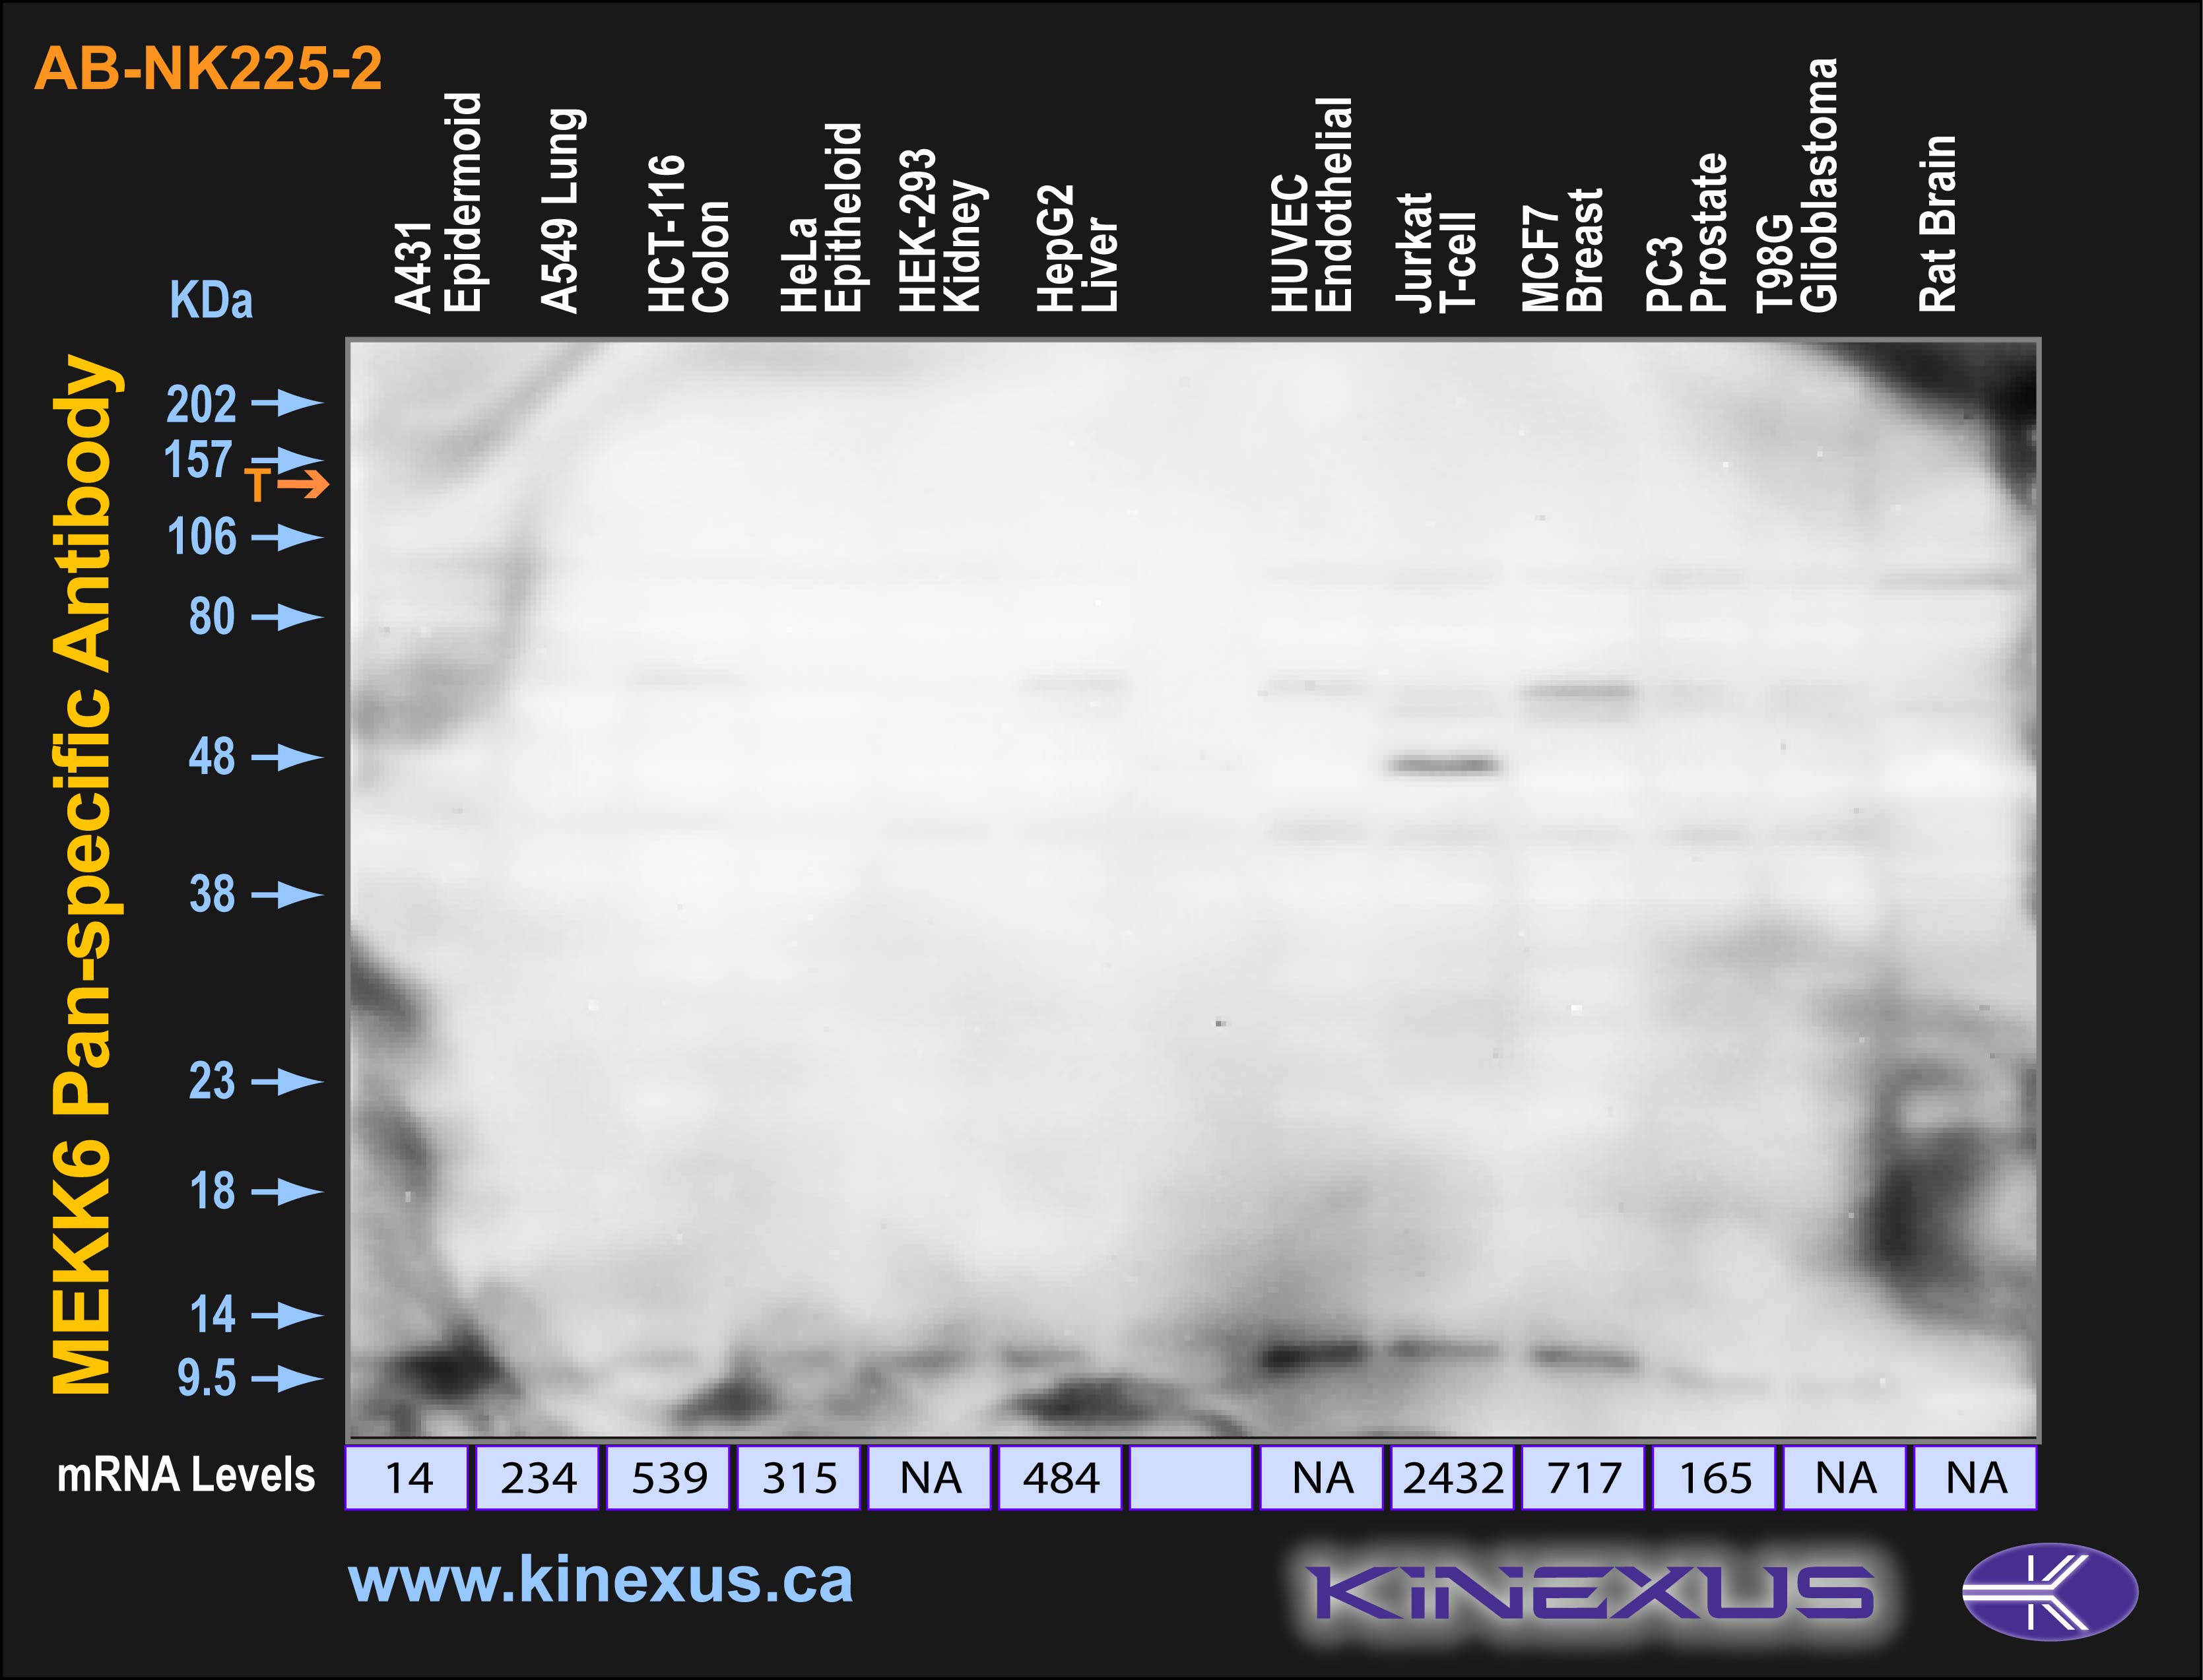 AB-NK225-2
A431
Epidermoid
A549 Lung
HCT-116
Colon
HeLa
Epitheloid
HEK-293
Kidney
HepG2
Liver
HUVEC
Endothelial
Jurkat
T-cell
MCF7
Breast
PC3
Prostate
T98G
Glioblastoma
Rat Brain
KDa
MEKK6 Pan-specific Antibody
202
157
T
106
80
48
38
23
18
14
9.5
mRNA Levels 14 234 539 315 NA 484 NA 2432 717 165 NA NA
www.kinexus.ca
KiNEXUS
K